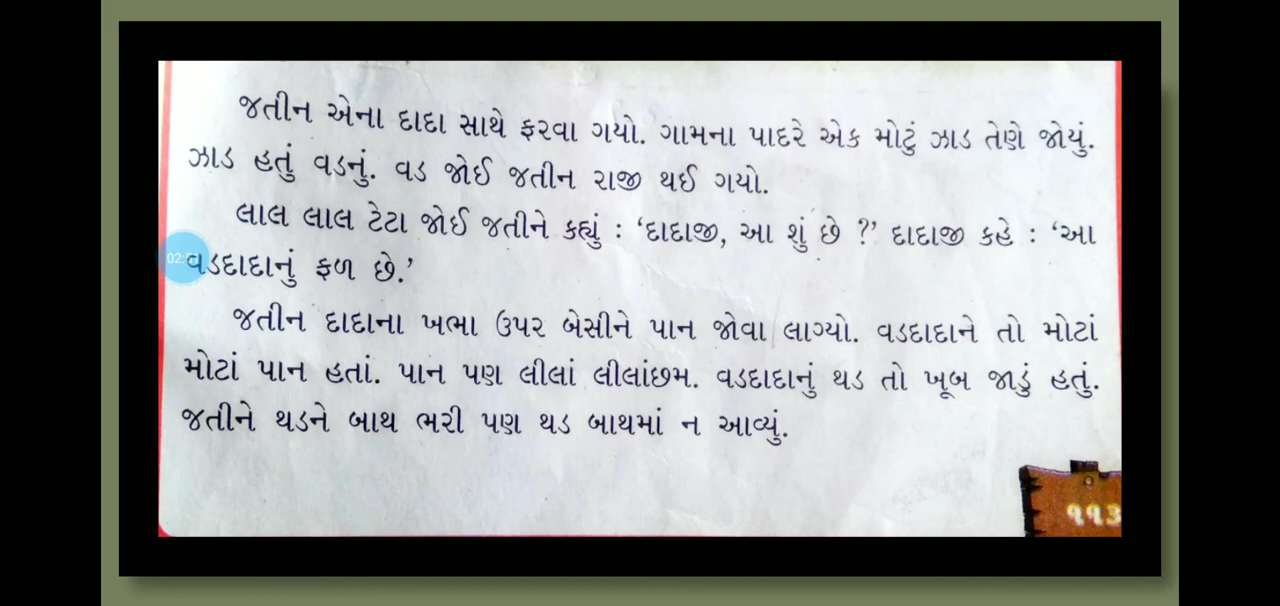 જતીન એના દાદા સાથે ફરવા ગયો. ગામના પાદરે એક મોટું ઝાડ તેણે જોયું.
ઝાડ હતું વડનું. વડ જોઈ જતીન રાજી થઈ ગયો.
લાલ લાલ ટેટા જોઈ જતીને કહ્યું : ‘દાદાજી, આ શું છે ?’ દાદાજી કહે : ‘આ
વડદાદાનું ફળ છે.’
જતીન દાદાના ખભા ઉપર બેસીને પાન જોવા લાગ્યો. વડદાદાને તો મોટાં
મોટાં પાન હતાં. પાન પણ લીલાં લીલાંછમ. વડદાદાનું થડ તો ખૂબ જાડું હતું.
જતીને થડને બાથ ભરી પણ થડ બાથમાં ન આવ્યું.
૧૧૩